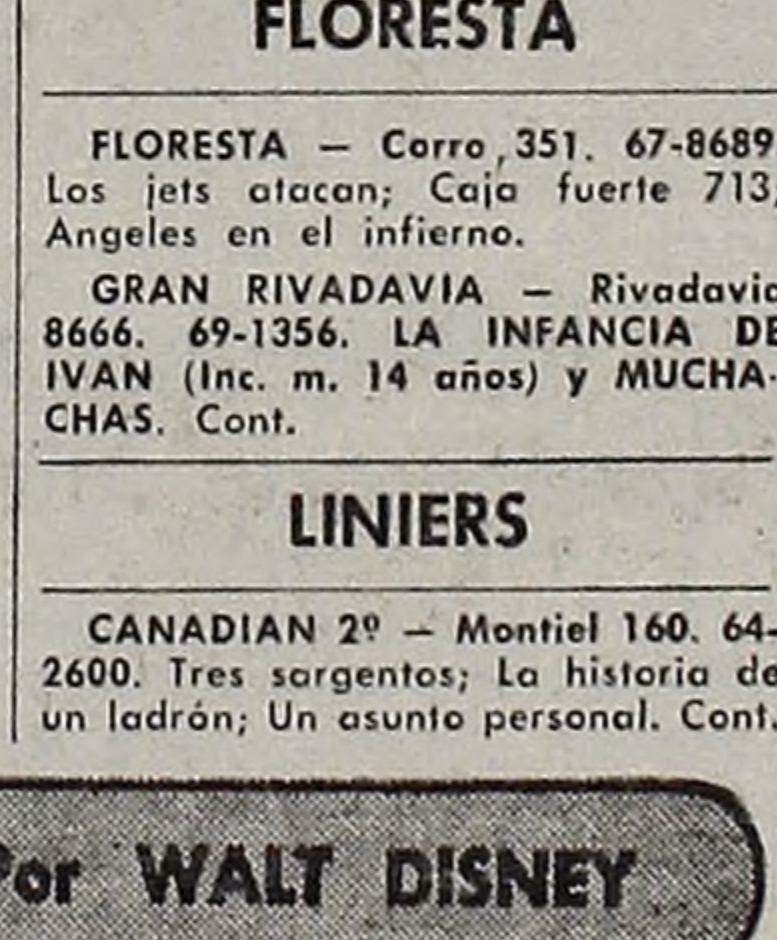 FLORESTA
FLORESTA — Corro, 351. 67-8689
Los jets atacan; Caja fuerte 713,
Angeles en el infierno.
GRAN RIVADAVIA — Rivadavia
8666. 69-1356. LA INFANCIA DE
IVAN (Inc. m. 14 años) y MUCHA-
CHAS. Cont.
LINIERS
CANADIAN 2º — Montiel 160. 64-
2600. Tres sargentos; La historia de
un ladrón; Un asunto personal. Cont.
Por WALT DISNEY